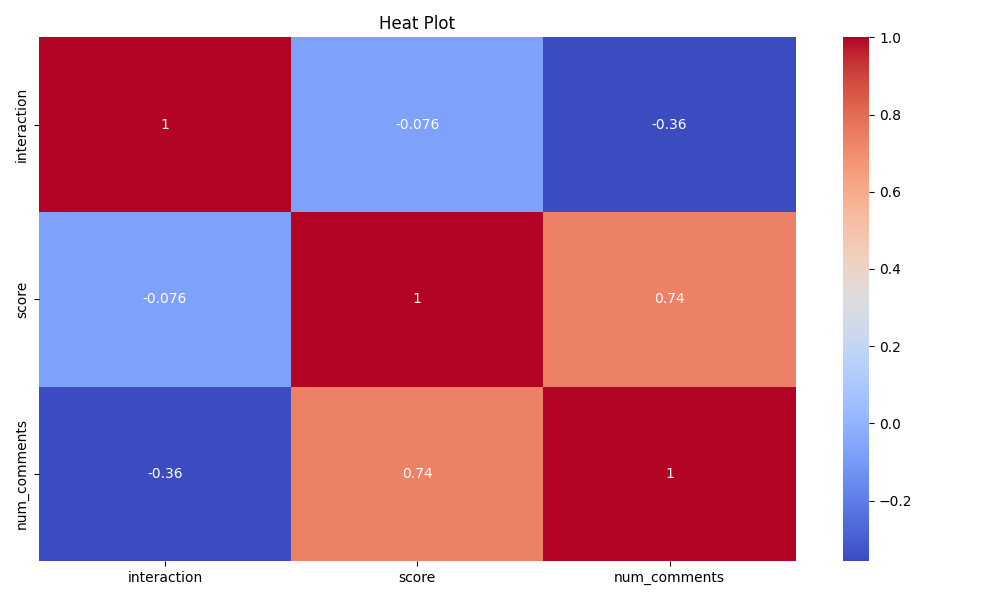 Heat Plot
interaction
score
num_comments
1
-0.076
-0.36
-0.076
1
0.74
-0.36
0.74
1
interaction
score
num_comments
1.0
0.8
0.6
0.4
0.2
0.0
−0.2